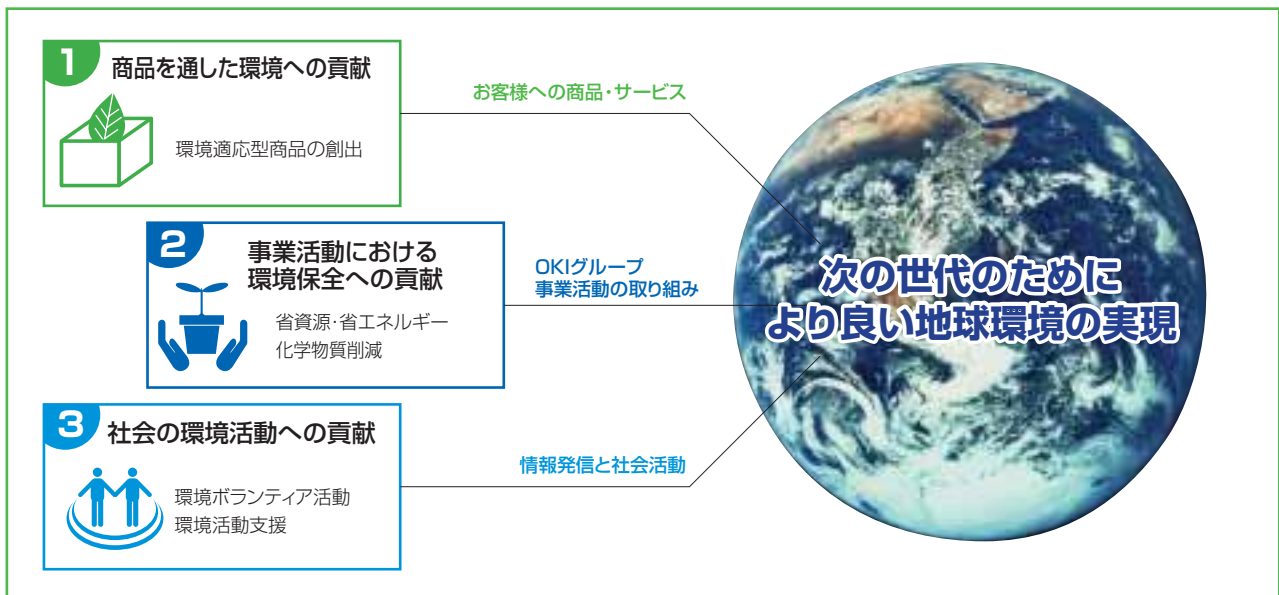 1
商品を通した環境への貢献
環境適応型商品の創出
お客様への商品・サービス
2
事業活動における
環境保全への貢献
省資源・省エネルギー
化学物質削減
OKIグループ
事業活動の取り組み
3
社会の環境活動への貢献
環境ボランティア活動
環境活動支援
情報発信と社会活動
次の世代のために
より良い地球環境の実現